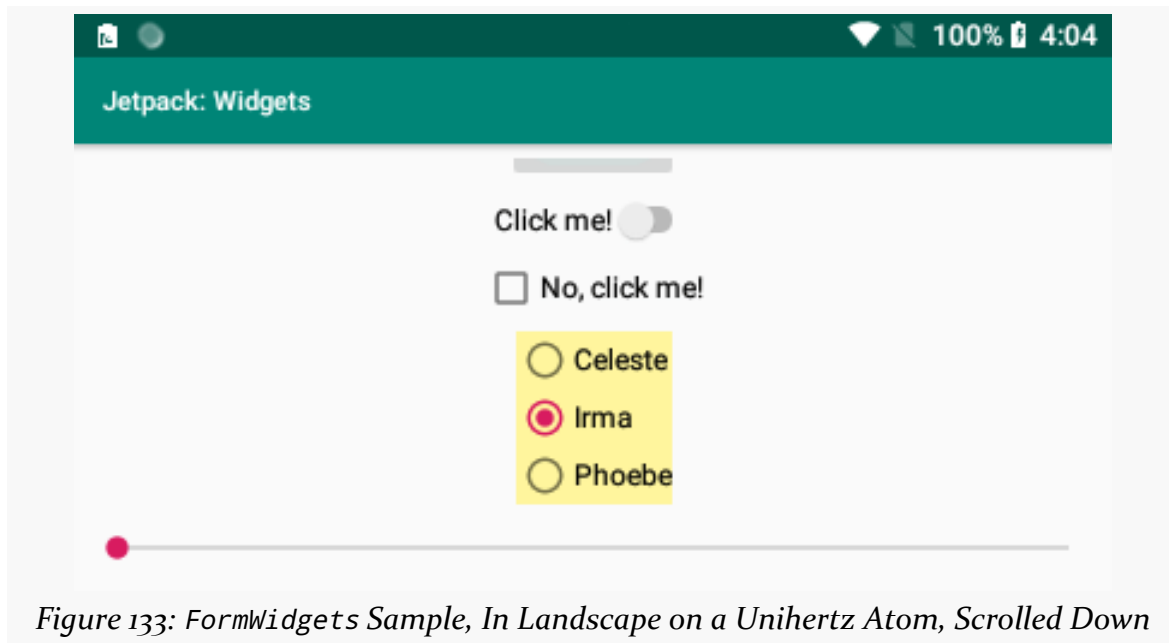 100% 4:04
Jetpack: Widgets
Click me!
No, click me!
Celeste
Irma
Phoebe
Figure 133: FormWidgets Sample, In Landscape on a Unihertz Atom, Scrolled Down